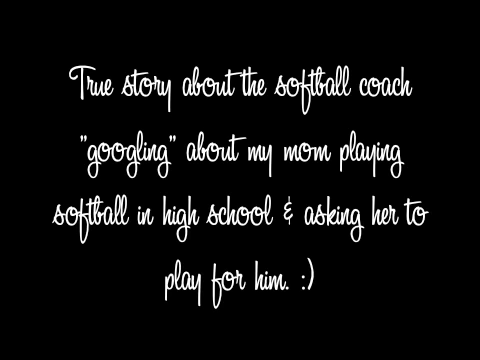 True story about the softball coach
"googling" about my mom playing
softball in high school & asking her to
play for him. :)